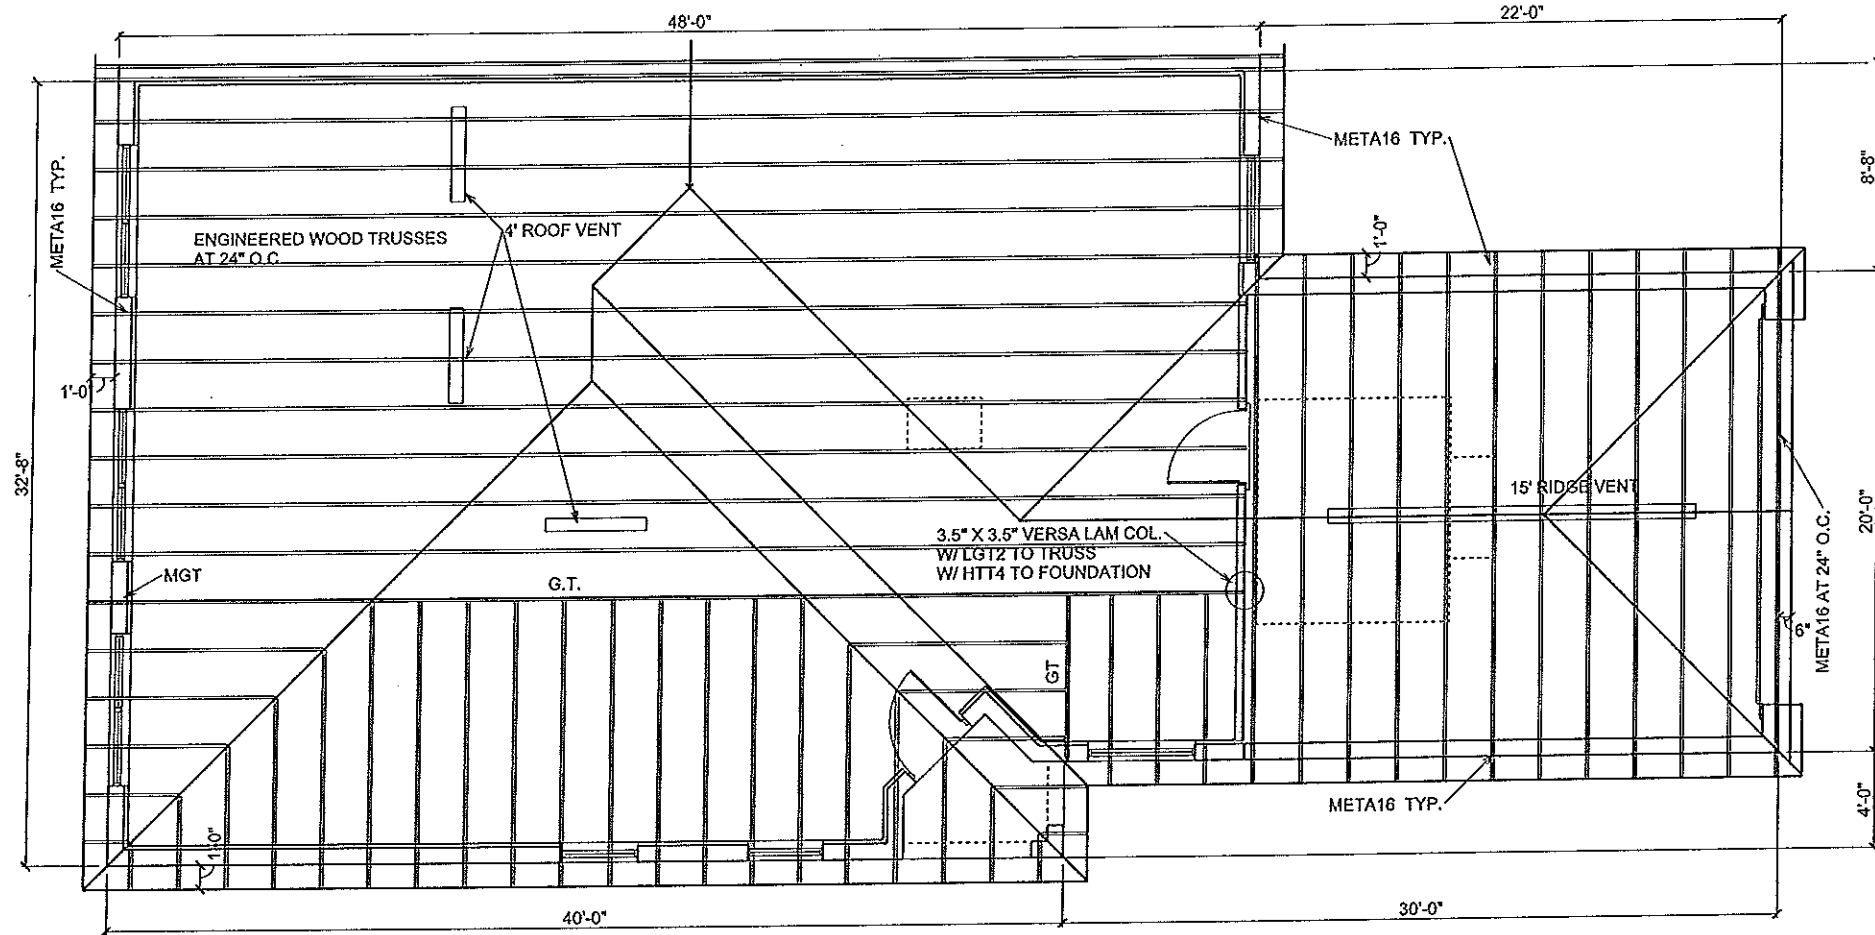 48'-0"
22'-0"
META16 TYP.
META16 TYP.
8'-8"
1'-0"
ENGINEERED WOOD TRUSSES
AT 24" O.C
4' ROOF VENT
1'-0"
32'-8"
15' RIDGE VENT
20'-0"
META16 AT 24" O.C.
3.5" X 3.5" VERSA LAM COL.
W/ LGT2 TO TRUSS
W/ HTT4 TO FOUNDATION
MGT
G.T.
GT
6"
META16 TYP.
4'-0"
1'-0"
40'-0"
30'-0"